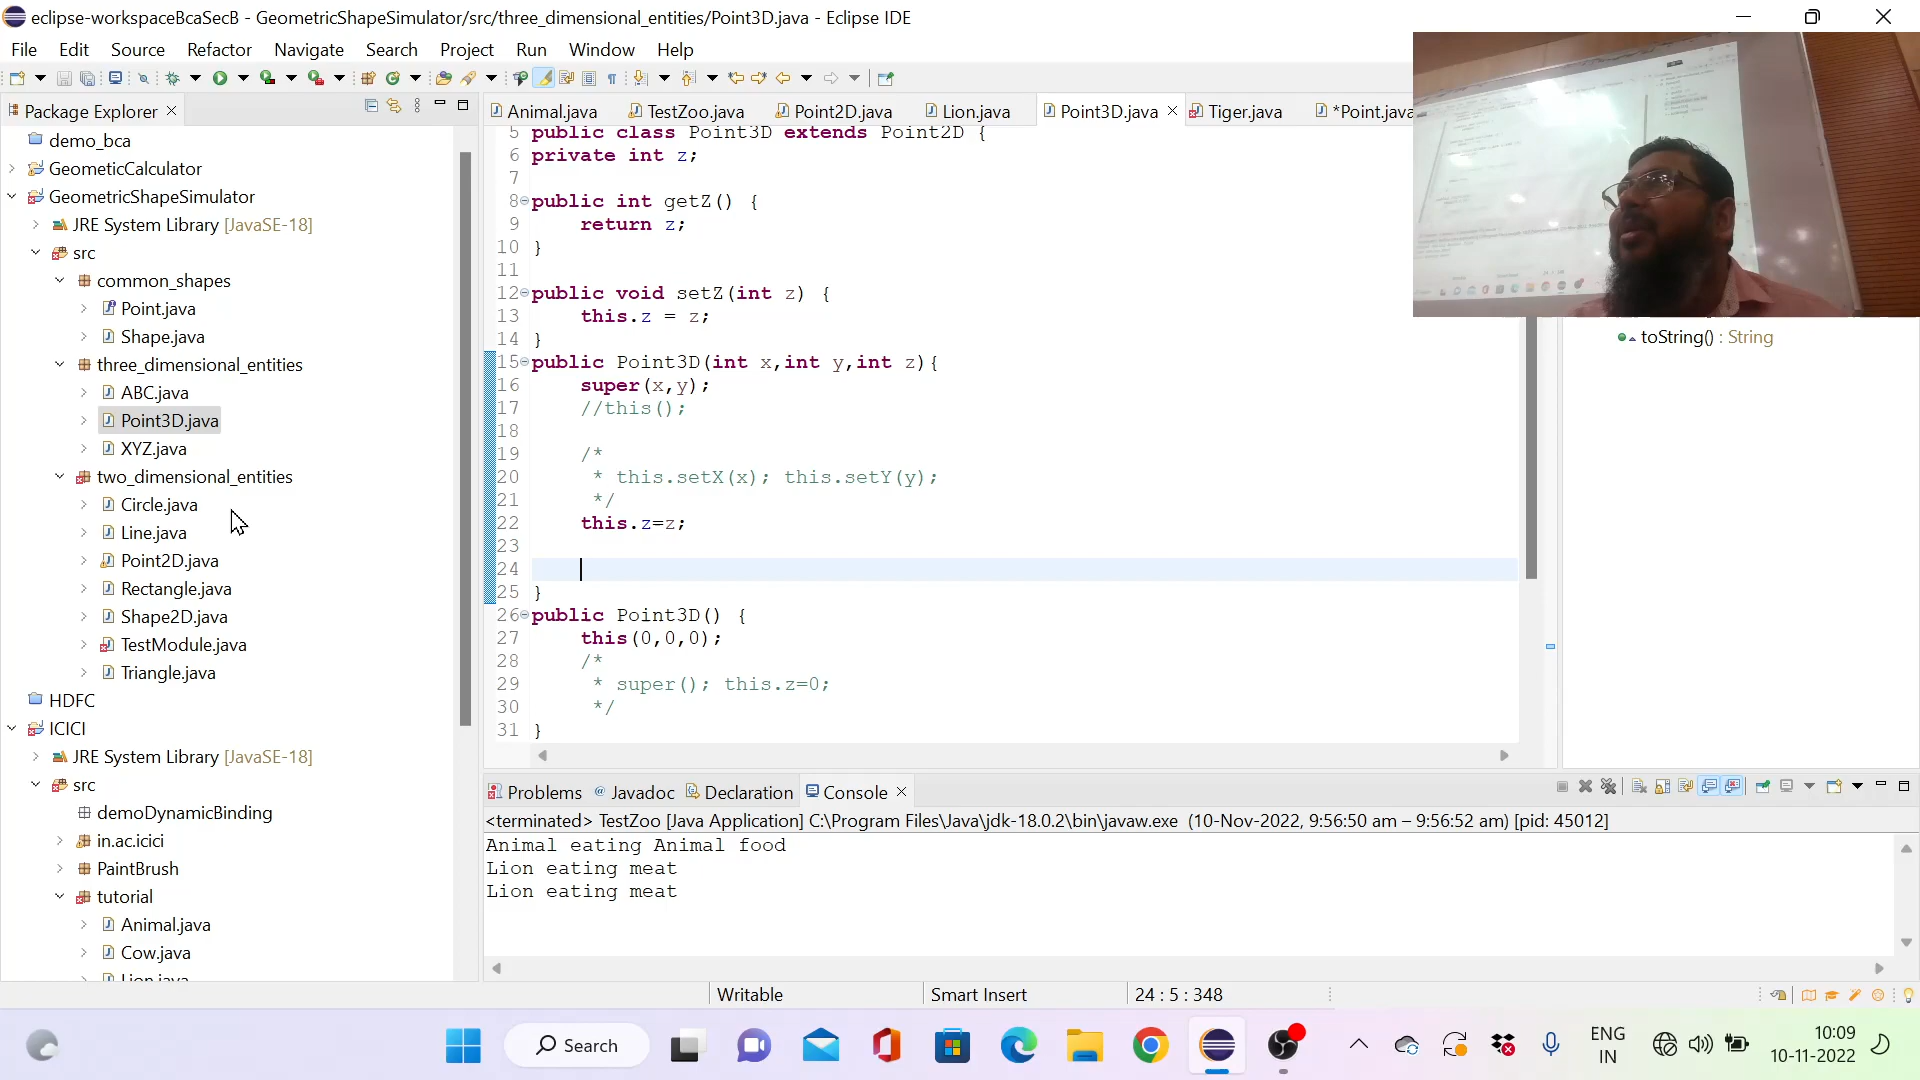 eclipse-workspaceBcaSecB - GeometricShapeSimulator/src/three_dimensional_entities/Point3D.java - Eclipse IDE
File Edit Source Refactor Navigate Search Project Run Window Help
Package Explorer
demo_bca
GeometicCalculator
GeometricShapeSimulator
JRE System Library [JavaSE-18]
src
common_shapes
Point.java
Shape.java
three_dimensional_entities
ABC.java
Point3D.java
XYZ.java
two_dimensional_entities
Circle.java
Line.java
Point2D.java
Rectangle.java
Shape2D.java
TestModule.java
Triangle.java
HDFC
ICICI
JRE System Library [JavaSE-18]
src
demoDynamicBinding
in.ac.icici
PaintBrush
tutorial
Animal.java
Cow.java
Lion.java
Animal.java TestZoo.java Point2D.java Lion.java Point3D.java Tiger.java *Point.java
5 public class Point3D extends Point2D {
6 private int z;
7
8 public int getZ() {
9 return z;
10 }
11
12 public void setZ(int z) {
13 this.z = z;
14 }
15 public Point3D(int x,int y,int z){
16 super(x,y);
17 //this();
18
19 /*
20 * this.setX(x); this.setY(y);
21 */
22 this.z=z;
23
24
25 }
26 public Point3D() {
27 this(0,0,0);
28 /*
29 * super(); this.z=0;
30 */
31 }
toString() : String
Problems Javadoc Declaration Console
<terminated> TestZoo [Java Application] C:\Program Files\Java\jdk-18.0.2\bin\javaw.exe (10-Nov-2022, 9:56:50 am – 9:56:52 am) [pid: 45012]
Animal eating Animal food
Lion eating meat
Lion eating meat
Writable Smart Insert 24 : 5 : 348
Search
ENG
IN
10:09
10-11-2022